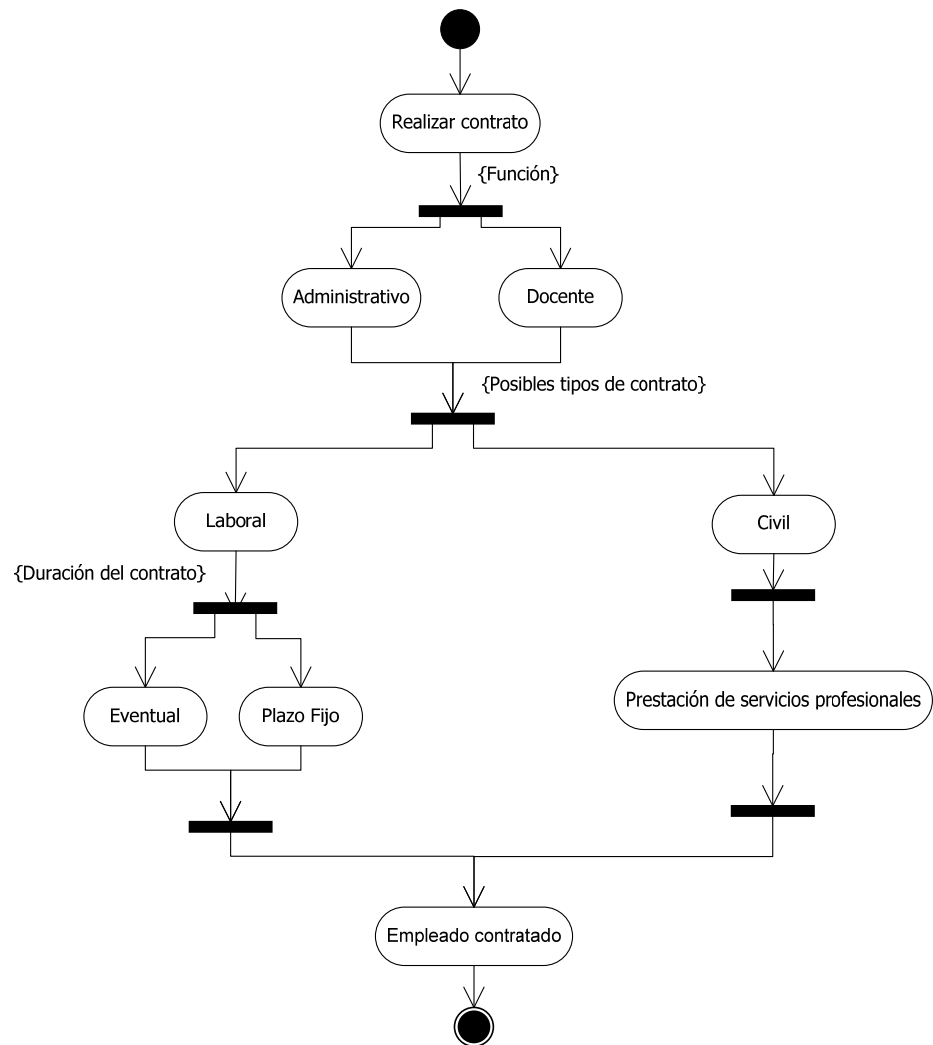 Realizar contrato
{Función}
Administrativo
Docente
{Posibles tipos de contrato}
Laboral
Civil
{Duración del contrato}
Eventual
Plazo Fijo
Prestación de servicios profesionales
Empleado contratado